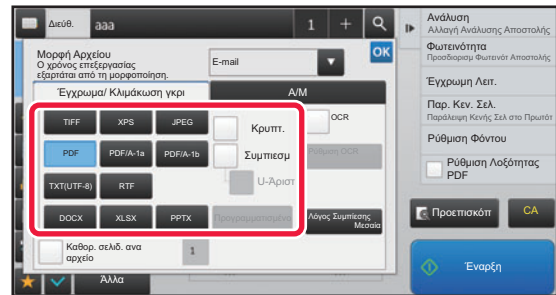 Διεύθ. aaa 1 + 
Μορφή Αρχείου
Ο χρόνος επεξεργασίας
εξαρτάται από τη μορφοποίηση.
E-mail
OK
Έγχρωμα/ Κλιμάκωση γκρι
Α/Μ
TIFF XPS JPEG Κρυπτ. OCR
PDF PDF/A-1a PDF/A-1b Συμπιεσμ Ρύθμιση OCR
TXT(UTF-8) RTF U-Άριστ
DOCX XLSX PPTX Προγραμματισμένο Λόγος Συμπίεσης
Μεσαία
Καθορ. σελιδ. ανα
αρχείο
1
Άλλα
Ανάλυση
Αλλαγή Ανάλυσης Αποστολής
Φωτεινότητα
Προσδιορισμ Φωτεινότ Αποστολής
Έγχρωμη Λειτ.
Παρ. Κεν. Σελ.
Παράλειψη Κενής Σελ στο Πρωτότ
Ρύθμιση Φόντου
Ρύθμιση Λοξότητας
PDF
Προεπισκόπ CA
Έναρξη